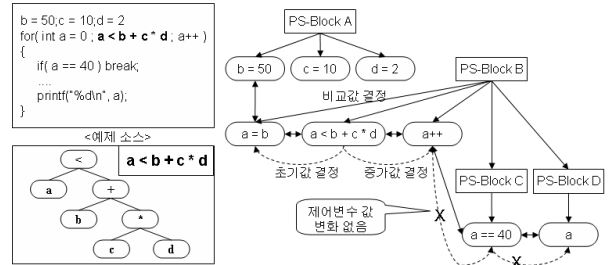 b = 50;c = 10;d = 2
for( int a = 0 ; a < b + c * d ; a++ )
{
if( a == 40 ) break;
....
printf("%d\n", a);
}
<예제 소스>
a < b + c * d
<
a
+
b
*
c
d
PS-Block A
b = 50
c = 10
d = 2
PS-Block B
비교값 결정
a = b
a < b + c * d
a++
초기값 결정
증가값 결정
PS-Block C
PS-Block D
제어변수 값
변화 없음
X
a == 40
a
X